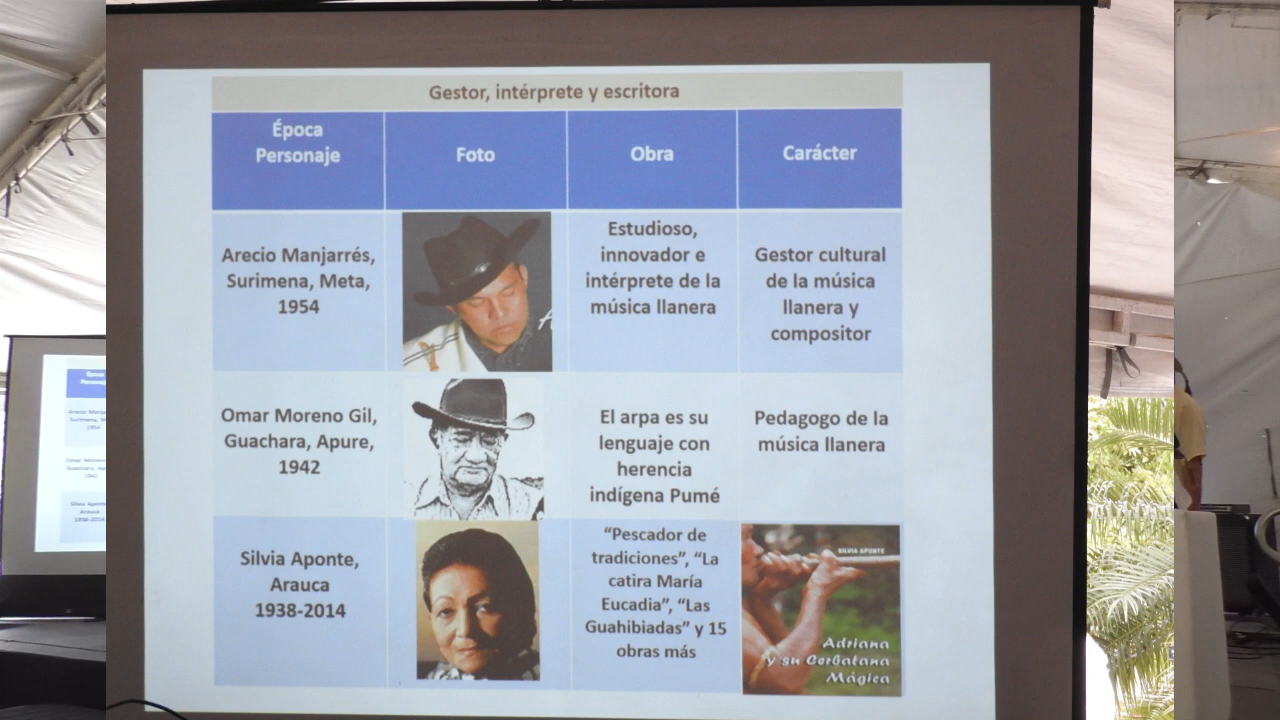 Gestor, intérprete y escritora
Época
Personaje
Foto
Obra
Carácter
Arecio Manjarrés,
Surimena, Meta,
1954
Estudioso,
innovador e
intérprete de la
música llanera
Gestor cultural
de la música
llanera y
compositor
Omar Moreno Gil,
Guachara, Apure,
1942
El arpa es su
lenguaje con
herencia
indígena Pumé
Pedagogo de la
música llanera
Silvia Aponte,
Arauca
1938-2014
“Pescador de
tradiciones”, “La
catira María
Eucadia”, “Las
Guahibiadas” y 15
obras más
SILVIA APONTE
Adriana
y su Cerbatana
Mágica